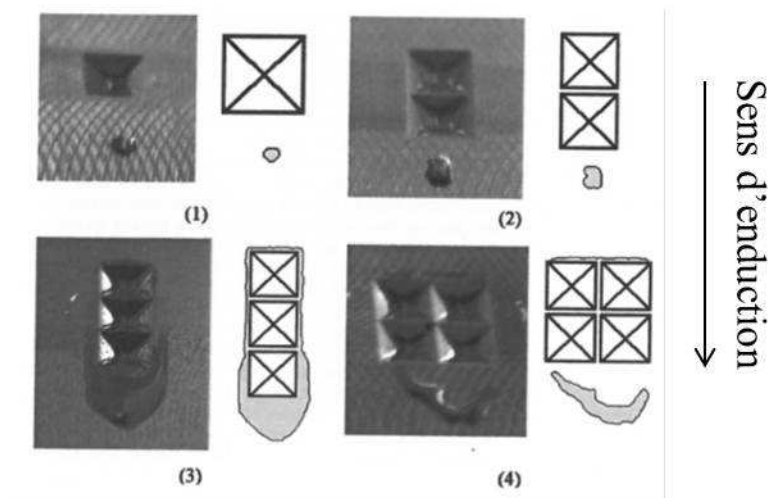 (1)
(2)
(3)
(4)
Sens d'enduction